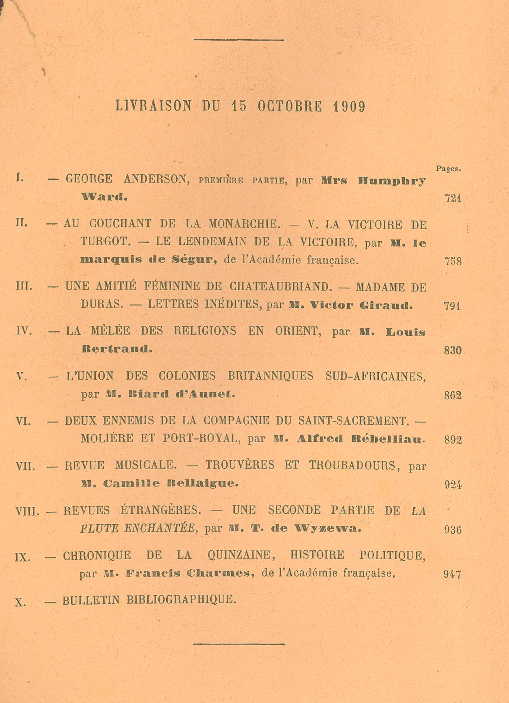 LIVRAISON DU 15 OCTOBRE 1909
Pages.
I. — GEORGE ANDERSON, PREMIÈRE PARTIE, par Mrs Humphry
Ward. 721
II. — AU COUCHANT DE LA MONARCHIE. — V. LA VICTOIRE DE
TURGOT. — LE LENDEMAIN DE LA VICTOIRE, par M. le
marquis de Ségur, de l'Académie française. 758
III. — UNE AMITIÉ FÉMININE DE CHATEAUBRIAND. — MADAME DE
DURAS. — LETTRES INÉDITES, par M. Victor Giraud. 791
IV. — LA MÊLÉE DES RELIGIONS EN ORIENT, par M. Louis
Bertrand. 830
V. — L'UNION DES COLONIES BRITANNIQUES SUD-AFRICAINES,
par M. Biard d'Aunet. 862
VI. — DEUX ENNEMIS DE LA COMPAGNIE DU SAINT-SACREMENT. —
MOLIÈRE ET PORT-ROYAL, par M. Alfred Rébelliau. 892
VII. — REVUE MUSICALE. — TROUVÈRES ET TROUBADOURS, par
M. Camille Bellaigue. 924
VIII. — REVUES ÉTRANGÈRES. — UNE SECONDE PARTIE DE LA
FLUTE ENCHANTÉE, par M. T. de Wyzewa. 936
IX. — CHRONIQUE DE LA QUINZAINE, HISTOIRE POLITIQUE,
par M. Francis Charmes, de l'Académie française, 947
X. — BULLETIN BIBLIOGRAPHIQUE.